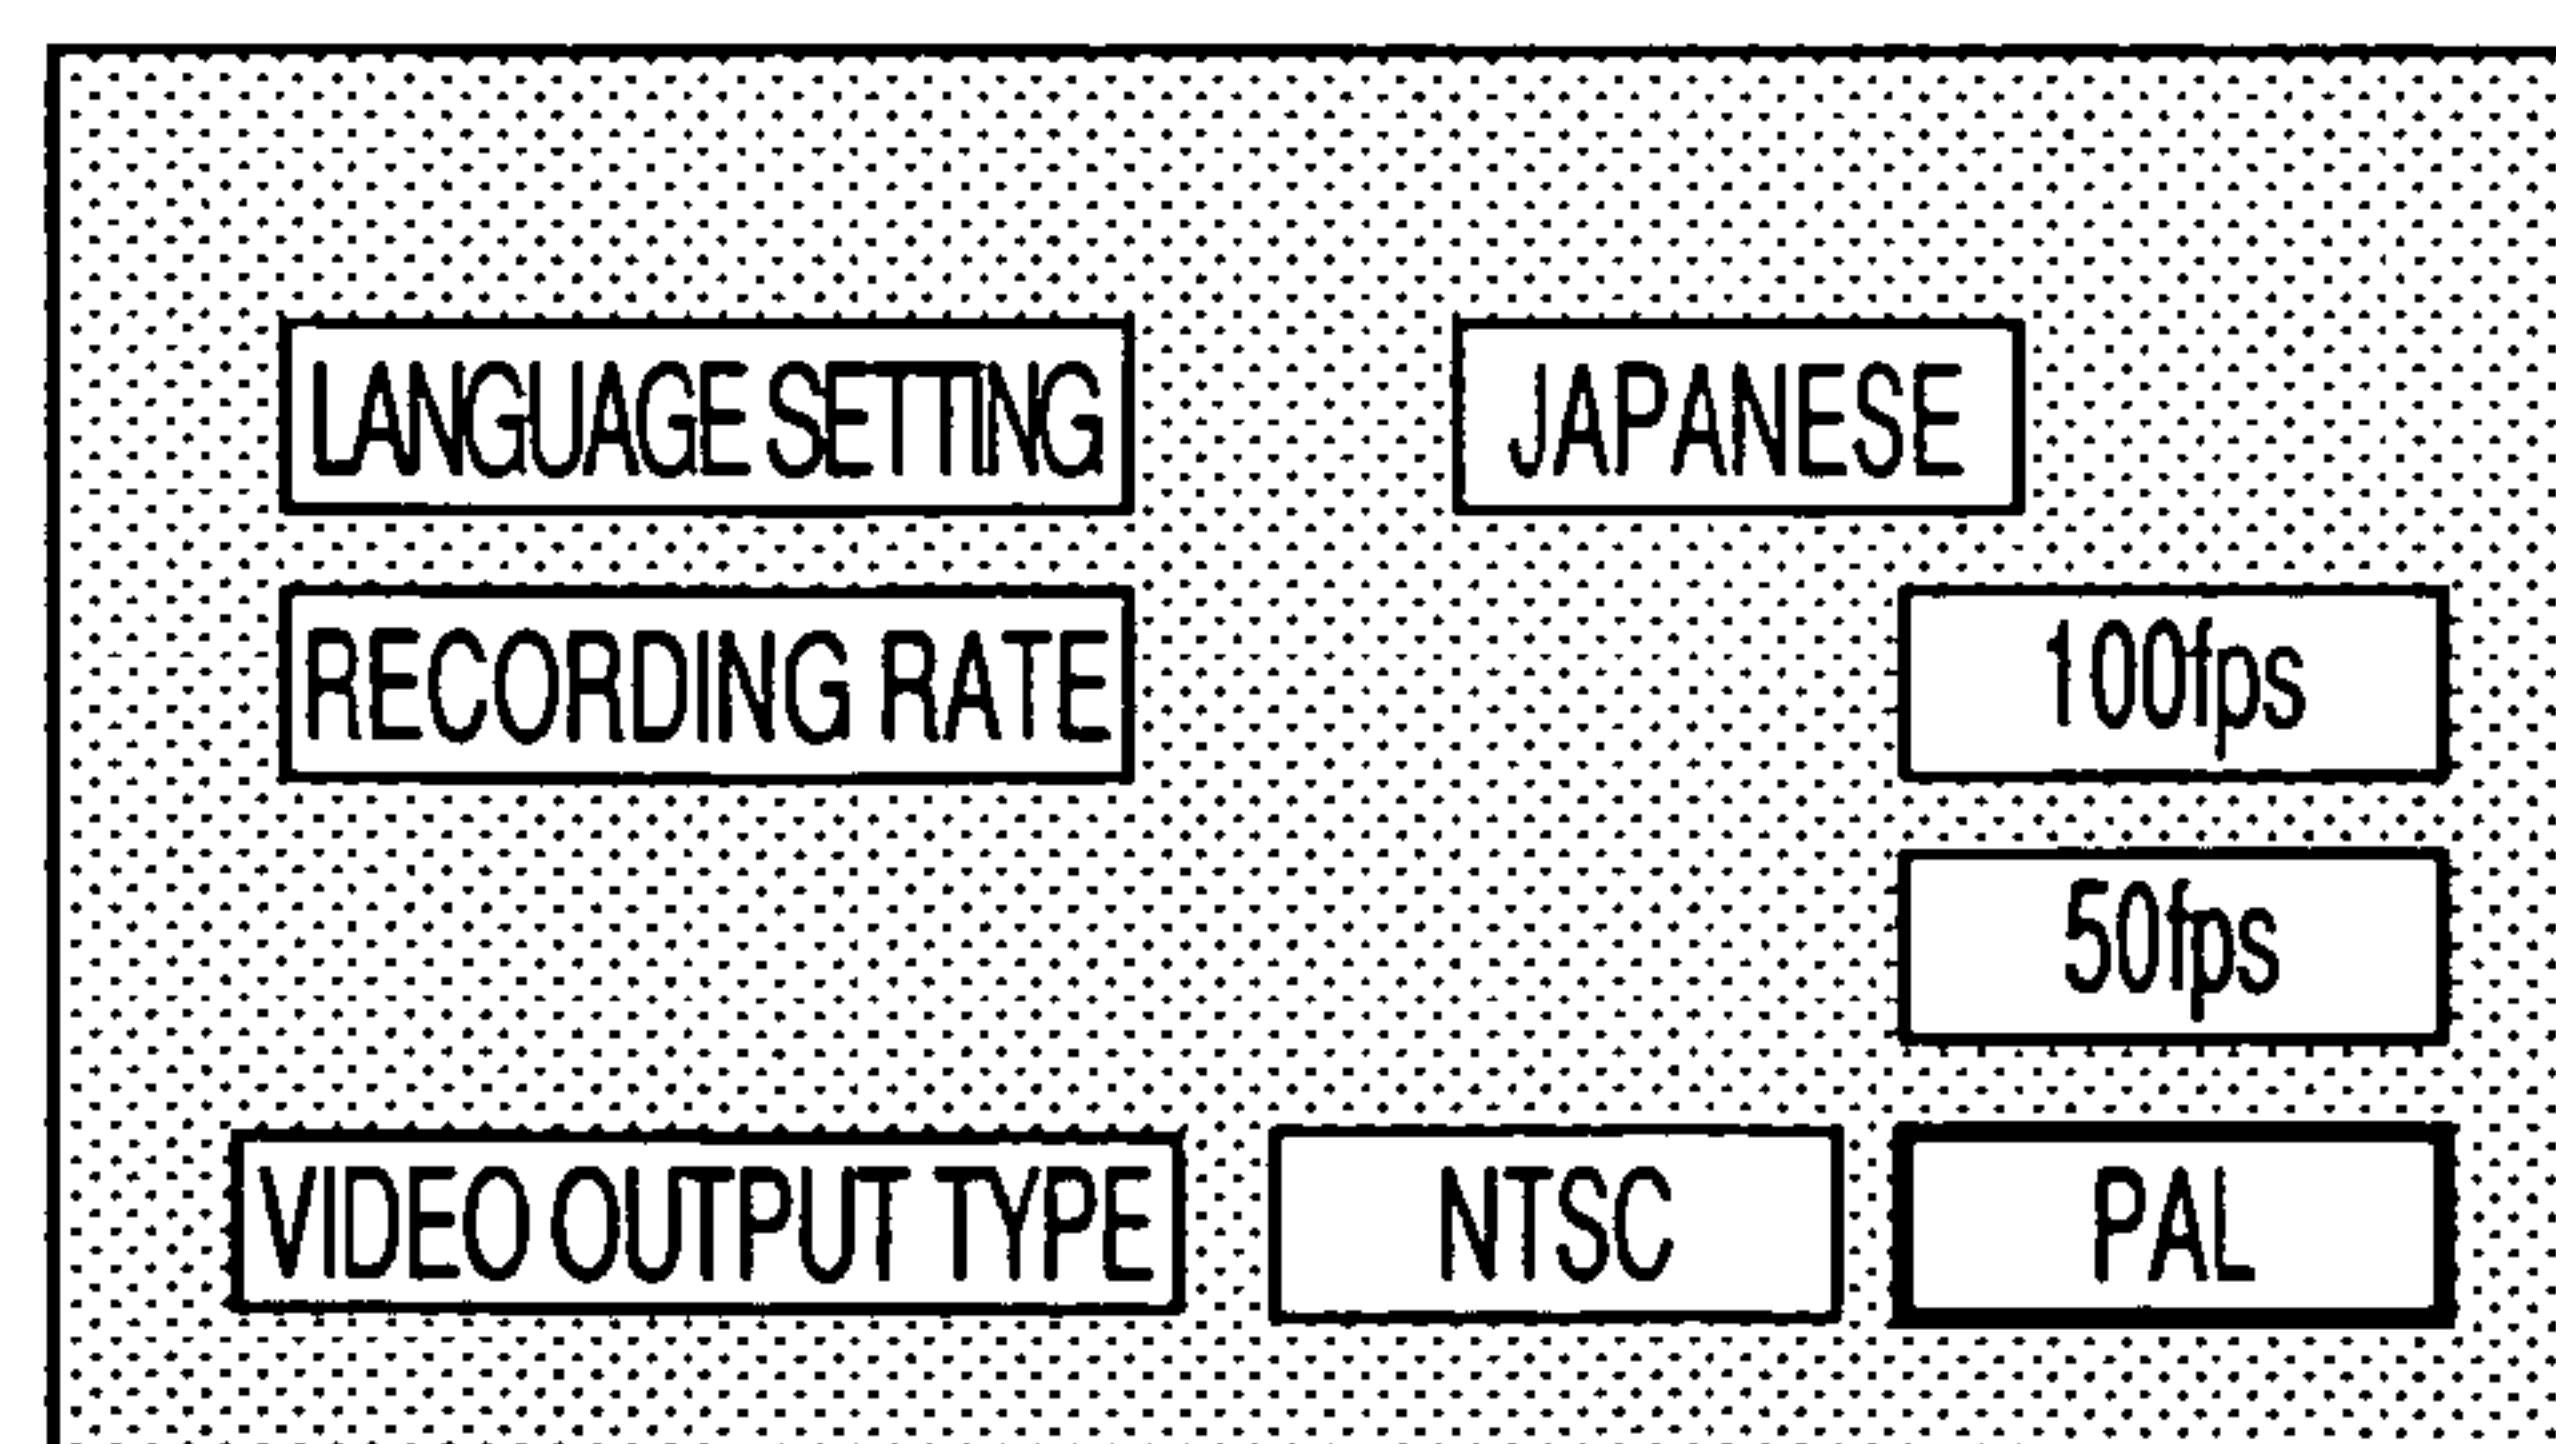 LANGUAGE SETTING JAPANESE
RECORDING RATE 100fps
50fps
VIDEO OUTPUT TYPE NTSC PAL